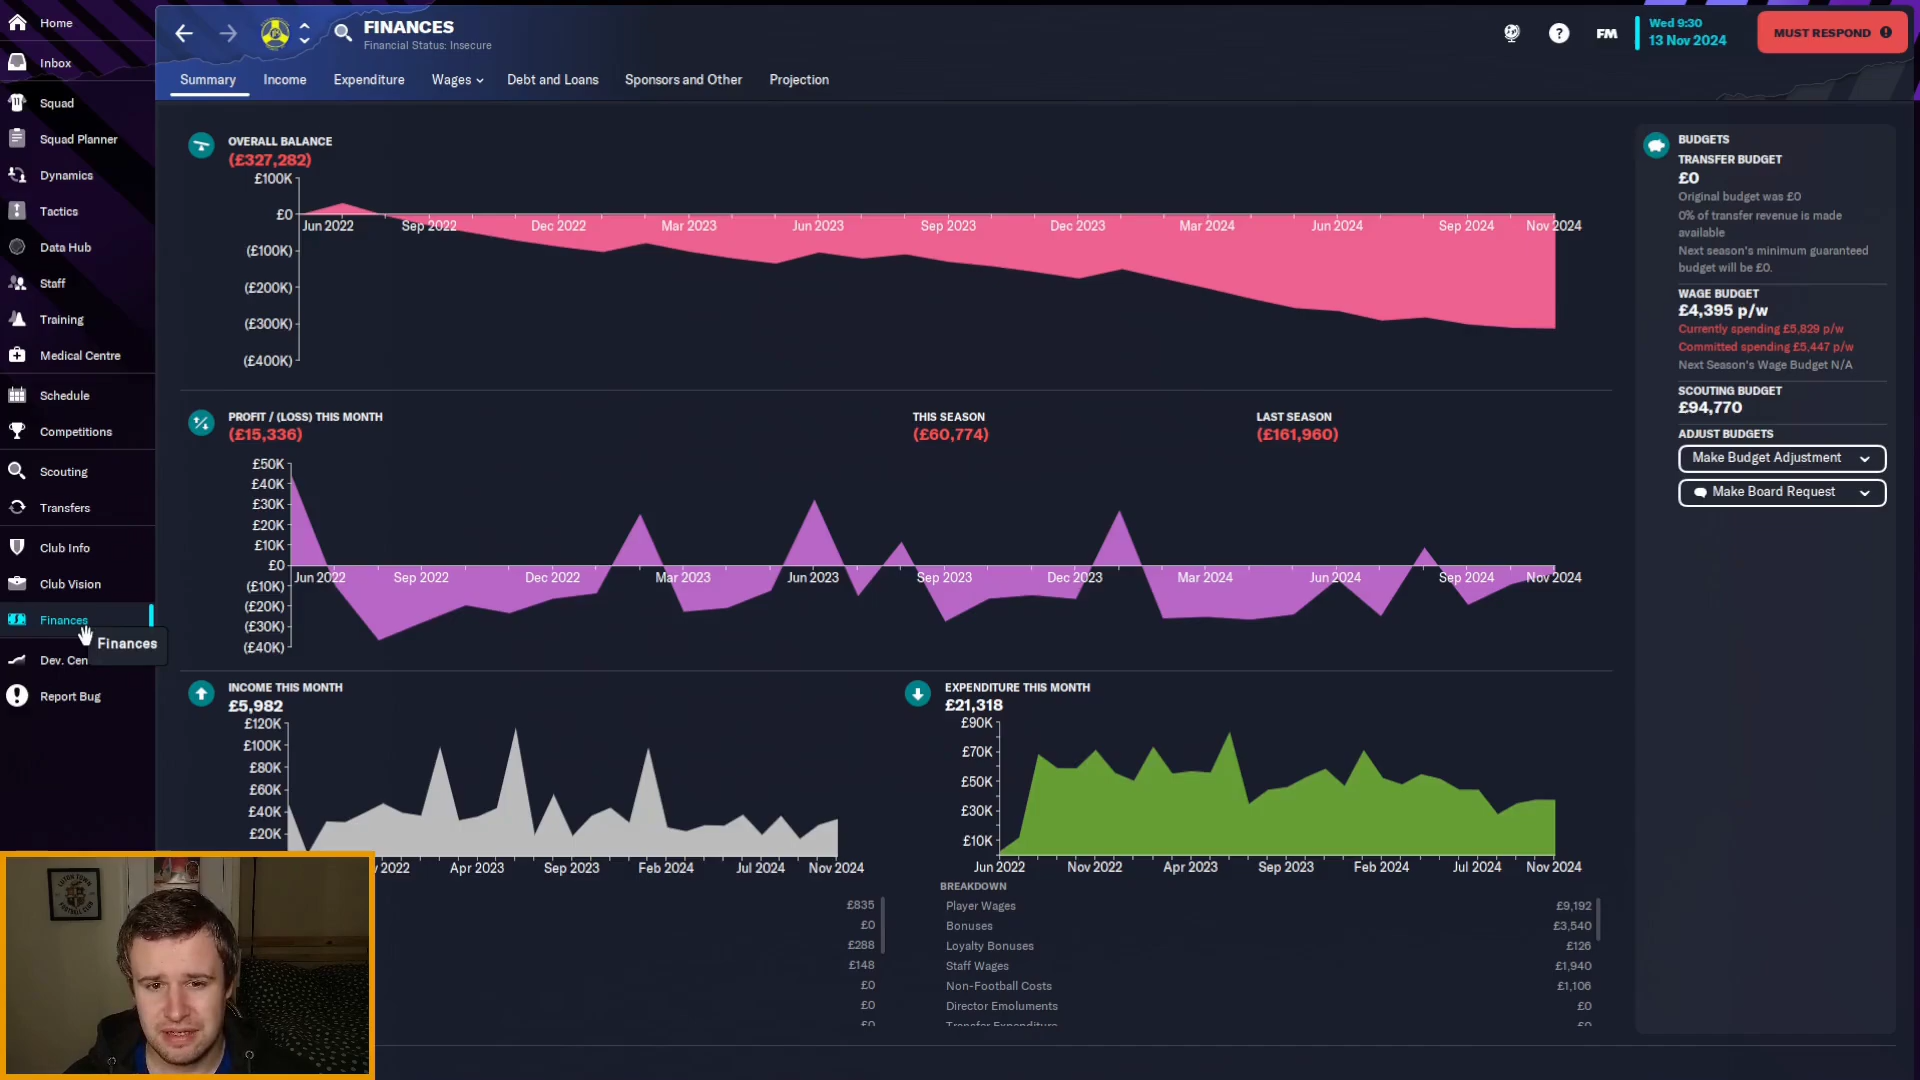 Home
Inbox
Squad
Squad Planner
Dynamics
Tactics
Data Hub
Staff
Training
Medical Centre
Schedule
Competitions
Scouting
Transfers
Club Info
Club Vision
Finances
Finances
Dev. Cen
Report Bug
FINANCES
Financial Status: Insecure
FM
Wed 9:30
13 Nov 2024
MUST RESPOND
Summary
Income
Expenditure
Wages
Debt and Loans
Sponsors and Other
Projection
OVERALL BALANCE
(£327,282)
£100K
£0
(£100K)
(£200K)
(£300K)
(£400K)
Jun 2022
Sep 2022
Dec 2022
Mar 2023
Jun 2023
Sep 2023
Dec 2023
Mar 2024
Jun 2024
Sep 2024
Nov 2024
PROFIT / (LOSS) THIS MONTH
(£15,336)
THIS SEASON
(£60,774)
LAST SEASON
(£161,960)
£50K
£40K
£30K
£20K
£10K
£0
(£10K)
(£20K)
(£30K)
(£40K)
Jun 2022
Sep 2022
Dec 2022
Mar 2023
Jun 2023
Sep 2023
Dec 2023
Mar 2024
Jun 2024
Sep 2024
Nov 2024
INCOME THIS MONTH
£5,982
£120K
£100K
£80K
£60K
£40K
£20K
2022
Apr 2023
Sep 2023
Feb 2024
Jul 2024
Nov 2024
£835
£0
£288
£148
£0
£0
£0
EXPENDITURE THIS MONTH
£21,318
£90K
£70K
£50K
£30K
£10K
Jun 2022
Nov 2022
Apr 2023
Sep 2023
Feb 2024
Jul 2024
Nov 2024
BREAKDOWN
Player Wages £9,192
Bonuses £3,540
Loyalty Bonuses £126
Staff Wages £1,940
Non-Football Costs £1,106
Director Emoluments £0
Transfer Expenditure £0
BUDGETS
TRANSFER BUDGET
£0
Original budget was £0
0% of transfer revenue is made
available
Next season's minimum guaranteed
budget will be £0.
WAGE BUDGET
£4,395 p/w
Currently spending £5,829 p/w
Committed spending £5,447 p/w
Next Season's Wage Budget N/A
SCOUTING BUDGET
£94,770
ADJUST BUDGETS
Make Budget Adjustment
Make Board Request
LUTON TOWN
FOOTBALL CLUB